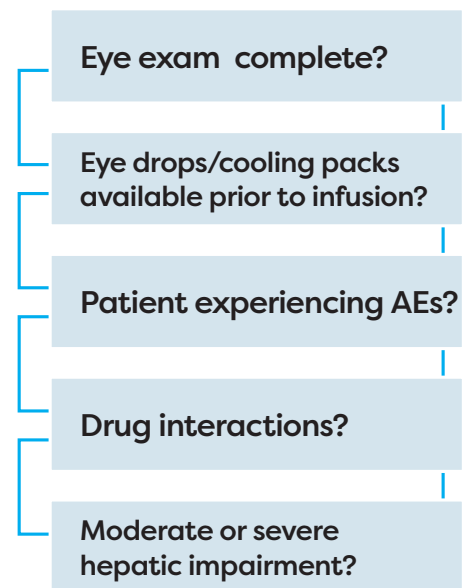 Eye exam complete?
Eye drops/cooling packs
available prior to infusion?
Patient experiencing AEs?
Drug interactions?
Moderate or severe
hepatic impairment?